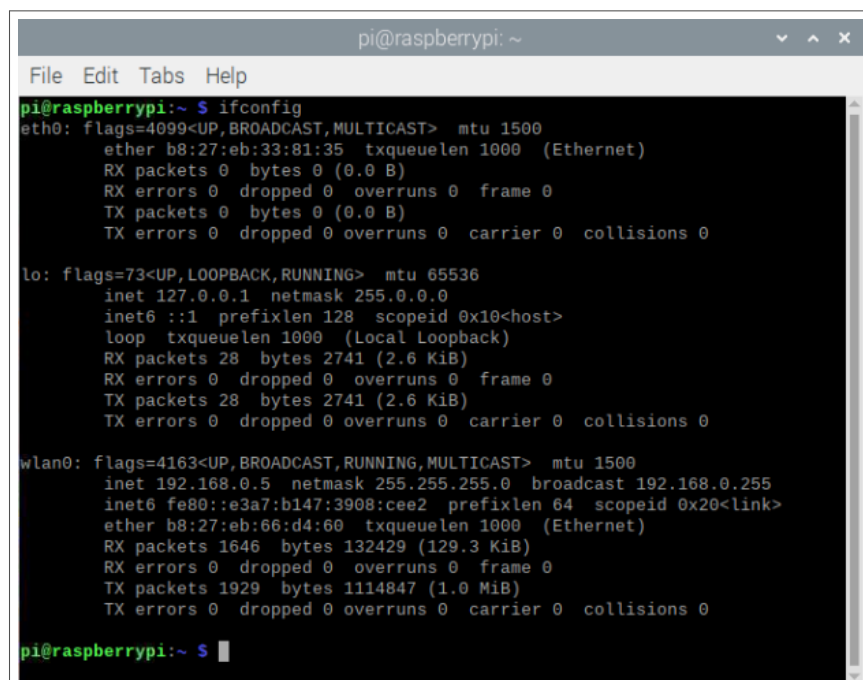 pi@raspberrypi: ~
File Edit Tabs Help
pi@raspberrypi:~ $ ifconfig
eth0: flags=4099<UP,BROADCAST,MULTICAST>  mtu 1500
        ether b8:27:eb:33:81:35  txqueuelen 1000  (Ethernet)
        RX packets 0  bytes 0 (0.0 B)
        RX errors 0  dropped 0  overruns 0  frame 0
        TX packets 0  bytes 0 (0.0 B)
        TX errors 0  dropped 0 overruns 0  carrier 0  collisions 0
lo: flags=73<UP,LOOPBACK,RUNNING>  mtu 65536
        inet 127.0.0.1  netmask 255.0.0.0
        inet6 ::1  prefixlen 128  scopeid 0x10<host>
        loop  txqueuelen 1000  (Local Loopback)
        RX packets 28  bytes 2741 (2.6 KiB)
        RX errors 0  dropped 0  overruns 0  frame 0
        TX packets 28  bytes 2741 (2.6 KiB)
        TX errors 0  dropped 0 overruns 0  carrier 0  collisions 0
wlan0: flags=4163<UP,BROADCAST,RUNNING,MULTICAST>  mtu 1500
        inet 192.168.0.5  netmask 255.255.255.0  broadcast 192.168.0.255
        inet6 fe80::e3a7:b147:3908:cee2  prefixlen 64  scopeid 0x20<link>
        ether b8:27:eb:66:d4:60  txqueuelen 1000  (Ethernet)
        RX packets 1646  bytes 132429 (129.3 KiB)
        RX errors 0  dropped 0  overruns 0  frame 0
        TX packets 1929  bytes 1114847 (1.0 MiB)
        TX errors 0  dropped 0 overruns 0  carrier 0  collisions 0
pi@raspberrypi:~ $